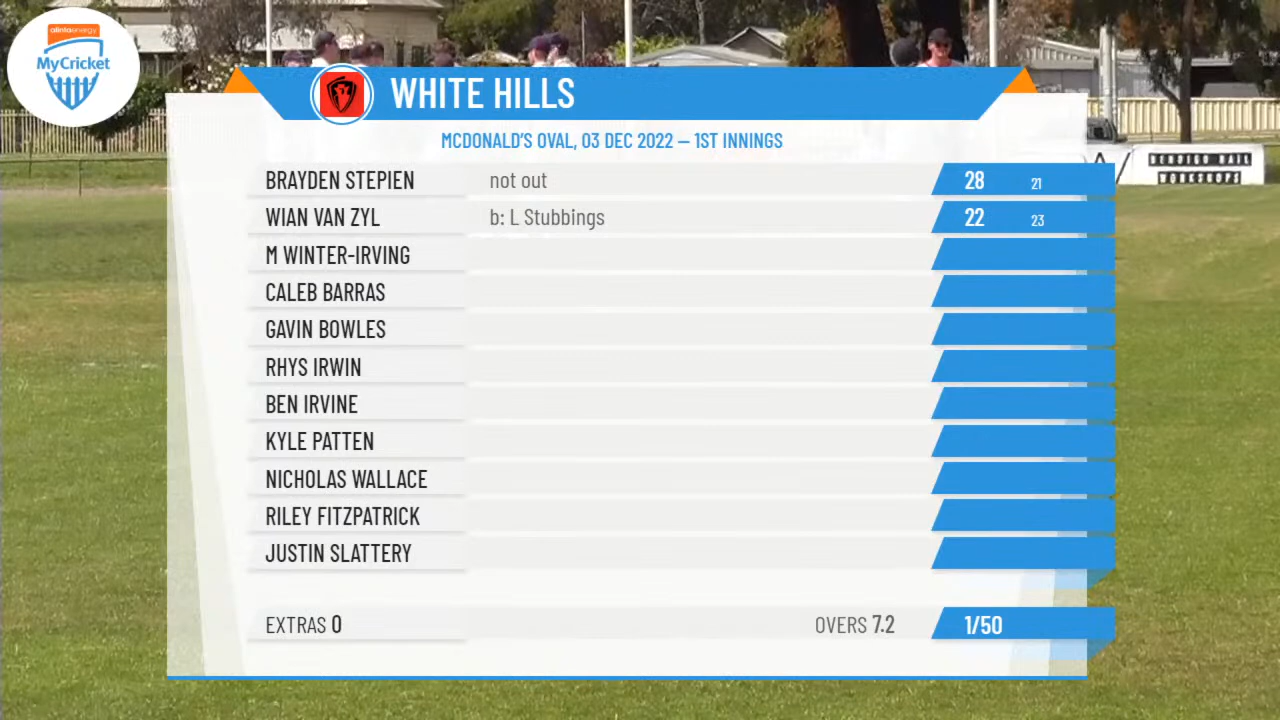 alintaenergy
MyCricket
WHITE HILLS
MCDONALD'S OVAL, 03 DEC 2022 – 1ST INNINGS
BRAYDEN STEPIEN not out 28 21
WIAN VAN ZYL b: L Stubbings 22 23
M WINTER-IRVING
CALEB BARRAS
GAVIN BOWLES
RHYS IRWIN
BEN IRVINE
KYLE PATTEN
NICHOLAS WALLACE
RILEY FITZPATRICK
JUSTIN SLATTERY
EXTRAS 0 OVERS 7.2 1/50
BENDIGO RAIL
WORKSHOPS